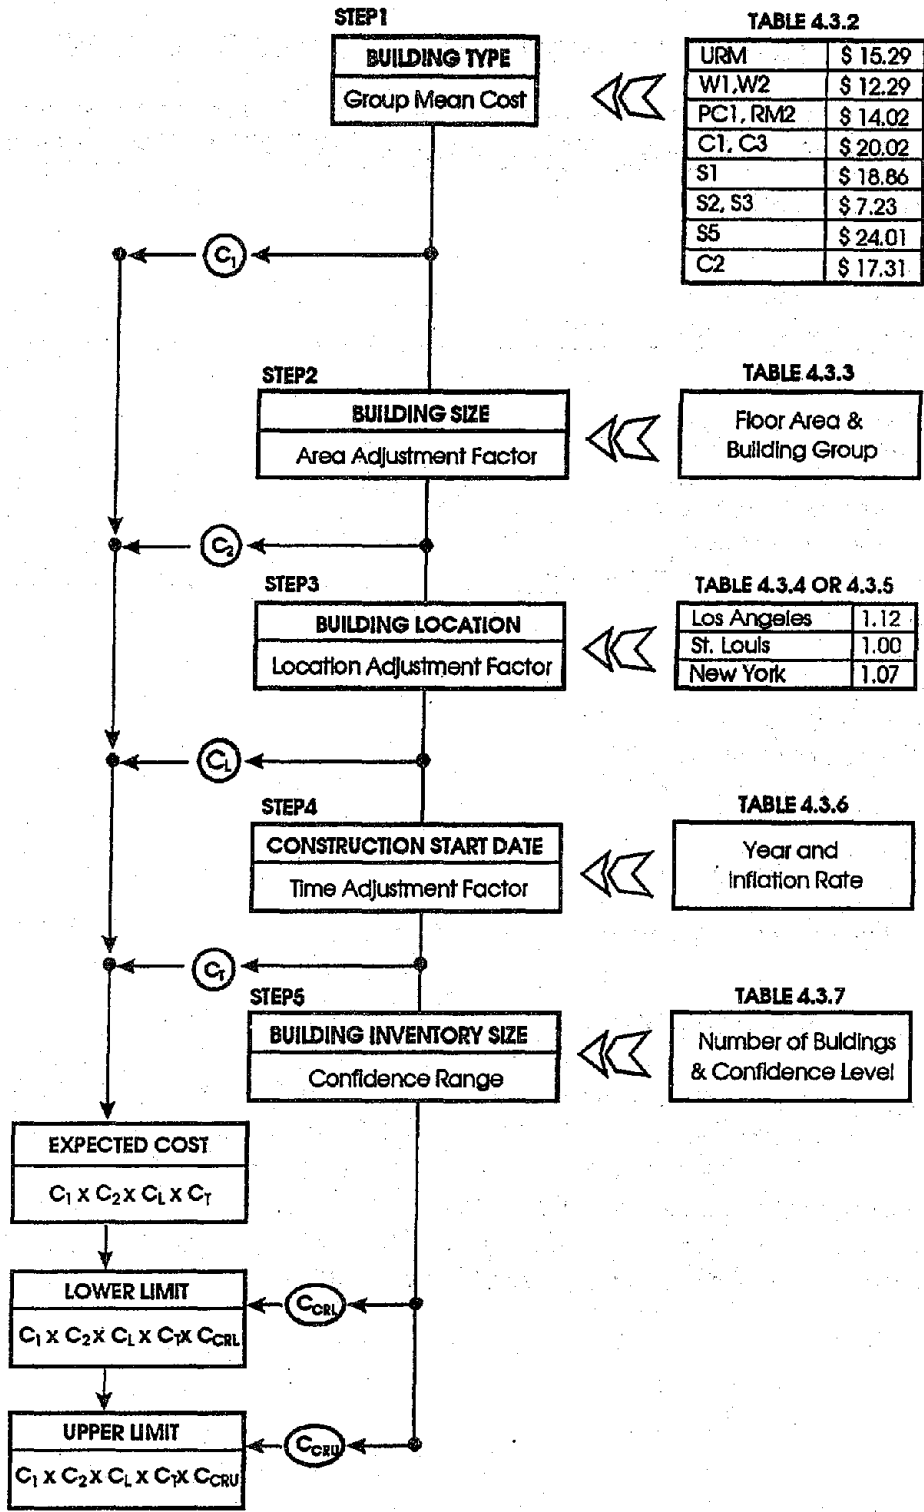 STEP1
BUILDING TYPE
Group Mean Cost
TABLE 4.3.2
URM $ 15.29
W1,W2 $ 12.29
PC1, RM2 $ 14.02
C1, C3 $ 20.02
S1 $ 18.86
S2, S3 $ 7.23
S5 $ 24.01
C2 $ 17.31
C1
STEP2
BUILDING SIZE
Area Adjustment Factor
TABLE 4.3.3
Floor Area &
Building Group
C2
STEP3
BUILDING LOCATION
Location Adjustment Factor
TABLE 4.3.4 OR 4.3.5
Los Angeles 1.12
St. Louis 1.00
New York 1.07
CL
STEP4
CONSTRUCTION START DATE
Time Adjustment Factor
TABLE 4.3.6
Year and
Inflation Rate
CT
STEP5
BUILDING INVENTORY SIZE
Confidence Range
TABLE 4.3.7
Number of Buldings
& Confidence Level
EXPECTED COST
C1 x C2 x CL x CT
LOWER LIMIT
C1 x C2 x CL x CT x CCRL
CCRL
UPPER LIMIT
C1 x C2 x CL x CT x CCRU
CCRU